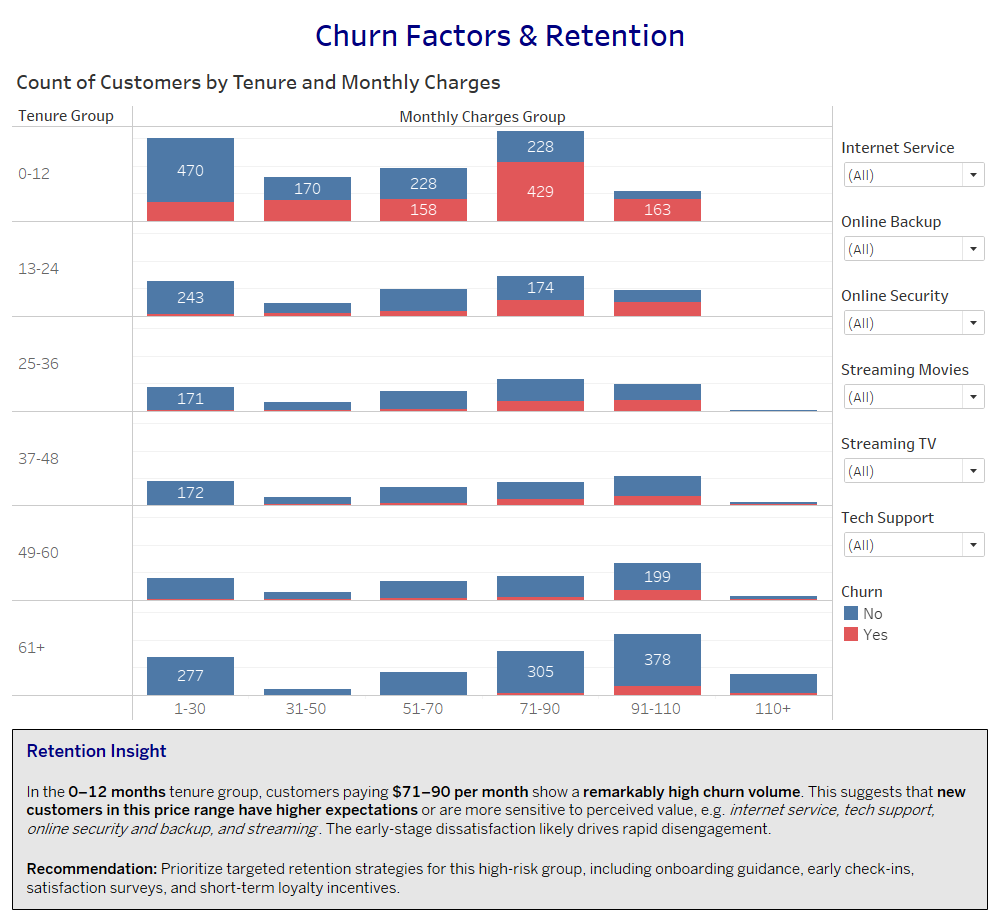 Churn Factors & Retention
Count of Customers by Tenure and Monthly Charges
Tenure Group
Monthly Charges Group
0-12
470
170
228
158
228
429
163
13-24
243
174
25-36
171
37-48
172
49-60
199
61+
277
305
378
1-30
31-50
51-70
71-90
91-110
110+
Internet Service
(All)
Online Backup
(All)
Online Security
(All)
Streaming Movies
(All)
Streaming TV
(All)
Tech Support
(All)
Churn
No
Yes
Retention Insight
In the 0–12 months tenure group, customers paying $71–90 per month show a remarkably high churn volume. This suggests that new
customers in this price range have higher expectations or are more sensitive to perceived value, e.g. internet service, tech support,
online security and backup, and streaming. The early-stage dissatisfaction likely drives rapid disengagement.
Recommendation: Prioritize targeted retention strategies for this high-risk group, including onboarding guidance, early check-ins,
satisfaction surveys, and short-term loyalty incentives.